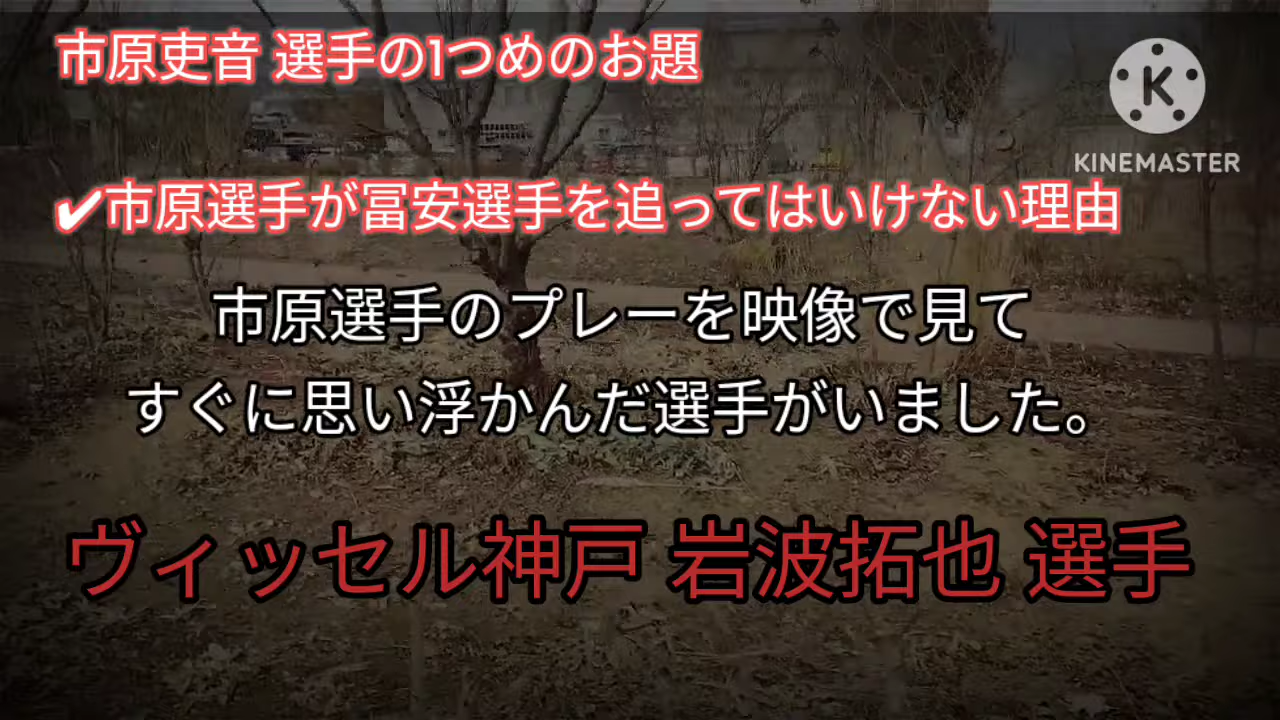 市原吏音 選手の1つめのお題
K
KINEMASTER
✔市原選手が冨安選手を追ってはいけない理由
市原選手のプレーを映像で見て
すぐに思い浮かんだ選手がいました。
ヴィッセル神戸 岩波拓也 選手